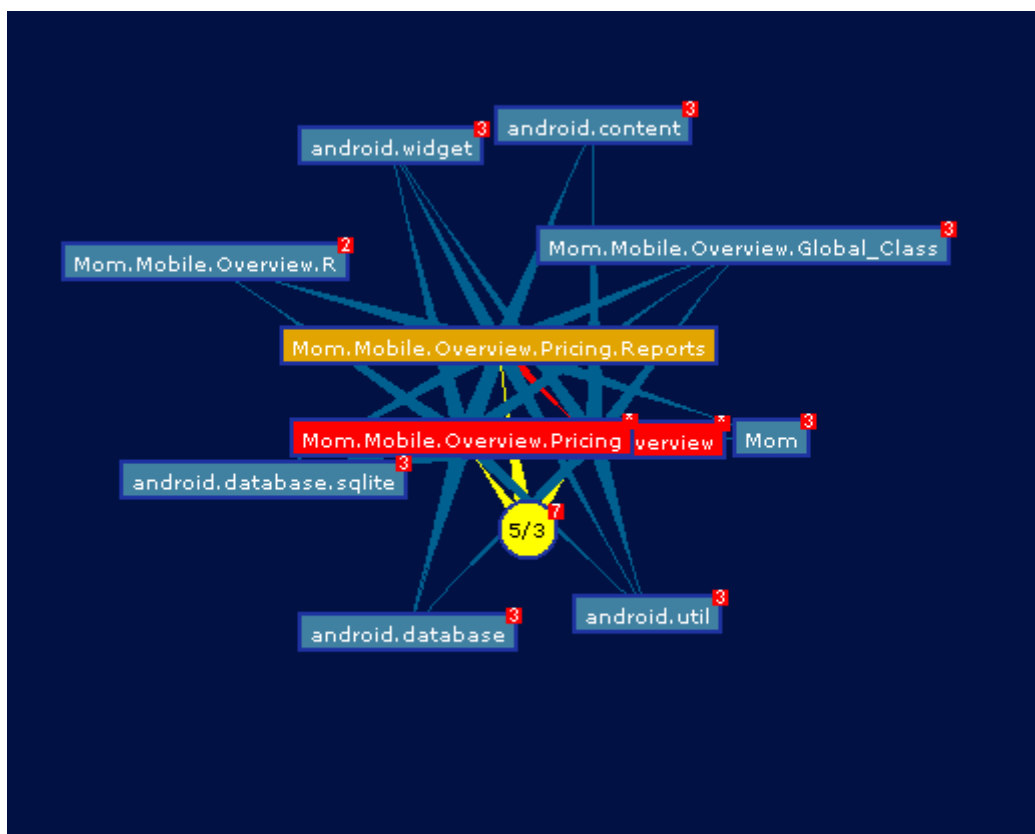 3
android.content
3
android.widget
3
Mom.Mobile.Overview.Global_Class
2
Mom.Mobile.Overview.R
Mom.Mobile.Overview.Pricing.Reports
*
Mom.Mobile.Overview.Pricing
*
verview
3
Mom
3
android.database.sqlite
7
5/3
3
android.util
3
android.database